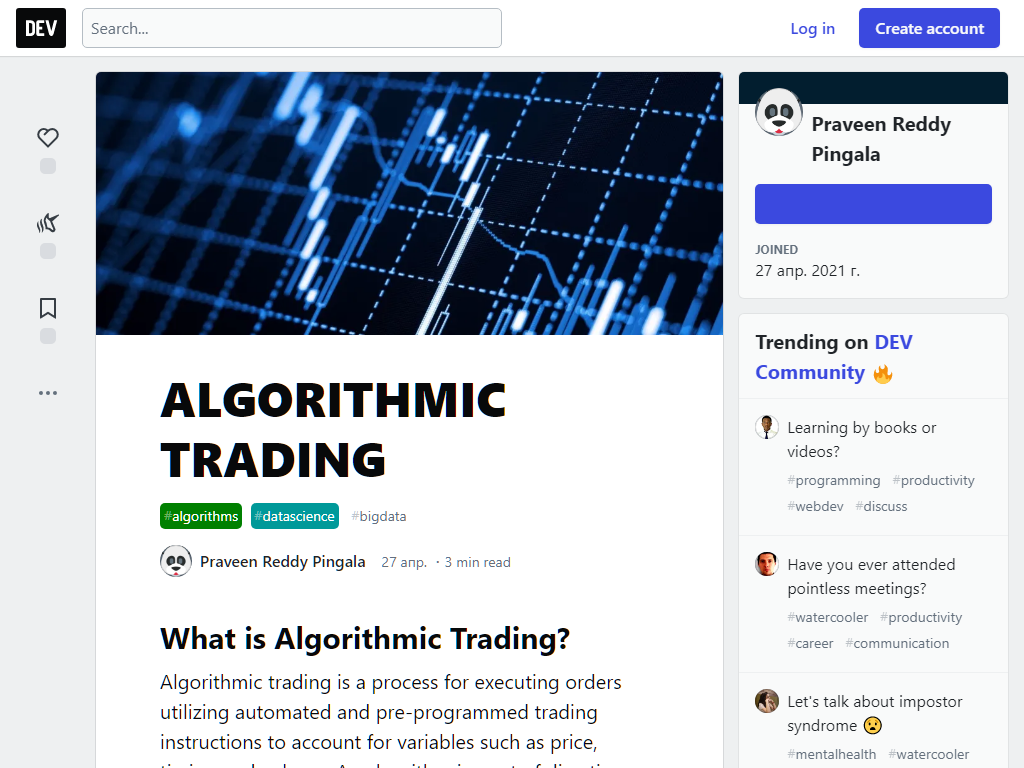 DEV
Search...
Log in
Create account
ALGORITHMIC
TRADING
#algorithms #datascience #bigdata
Praveen Reddy Pingala 27 апр. · 3 min read
What is Algorithmic Trading?
Algorithmic trading is a process for executing orders
utilizing automated and pre-programmed trading
instructions to account for variables such as price,
Praveen Reddy
Pingala
JOINED
27 апр. 2021 г.
Trending on DEV
Community 🔥
Learning by books or
videos?
#programming #productivity
#webdev #discuss
Have you ever attended
pointless meetings?
#watercooler #productivity
#career #communication
Let's talk about impostor
syndrome 😧
#mentalhealth #watercooler